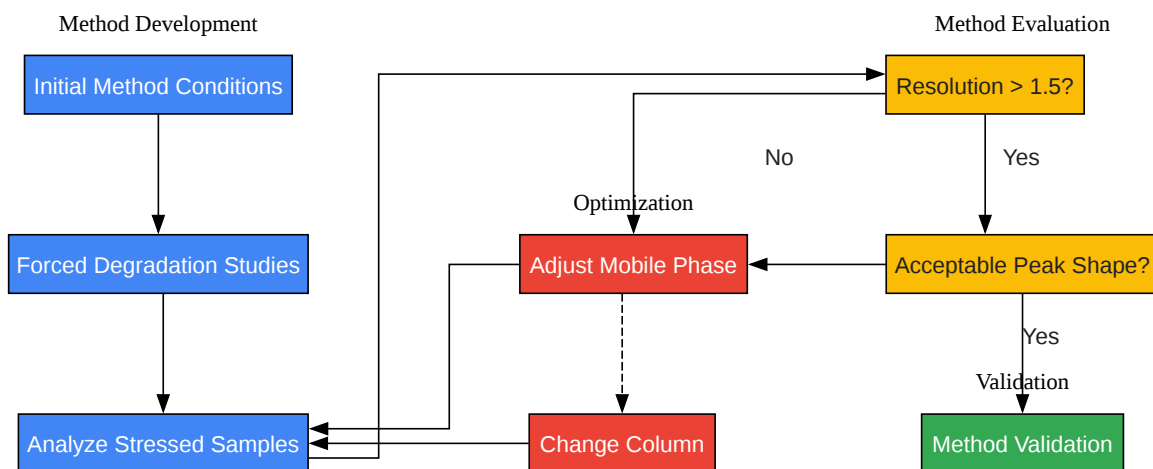 Method Development
Method Evaluation
Initial Method Conditions
Resolution > 1.5?
No
Yes
Optimization
Forced Degradation Studies
Adjust Mobile Phase
Acceptable Peak Shape?
Yes
Validation
Analyze Stressed Samples
Change Column
Method Validation